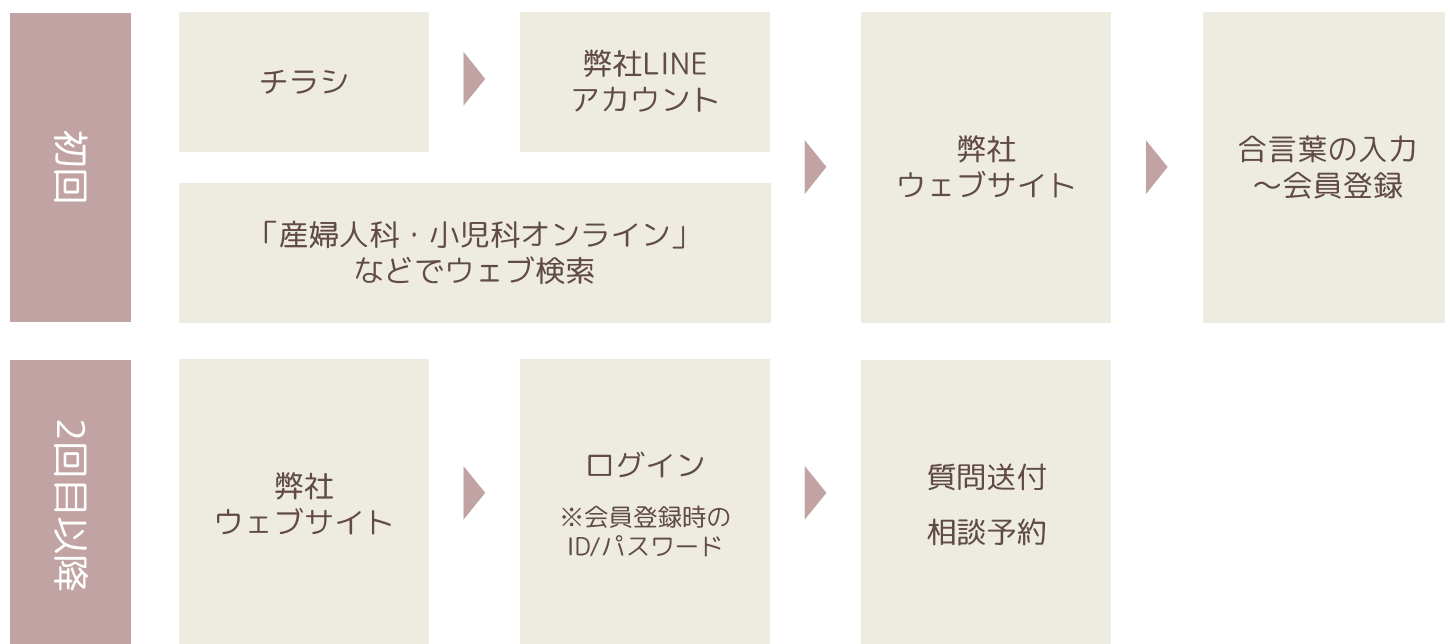 初回
チラシ
弊社LINE
アカウント
「産婦人科・小児科オンライン」
などでウェブ検索
弊社
ウェブサイト
合言葉の入力
～会員登録
2回目以降
弊社
ウェブサイト
ログイン
※会員登録時の
ID/パスワード
質問送付
相談予約